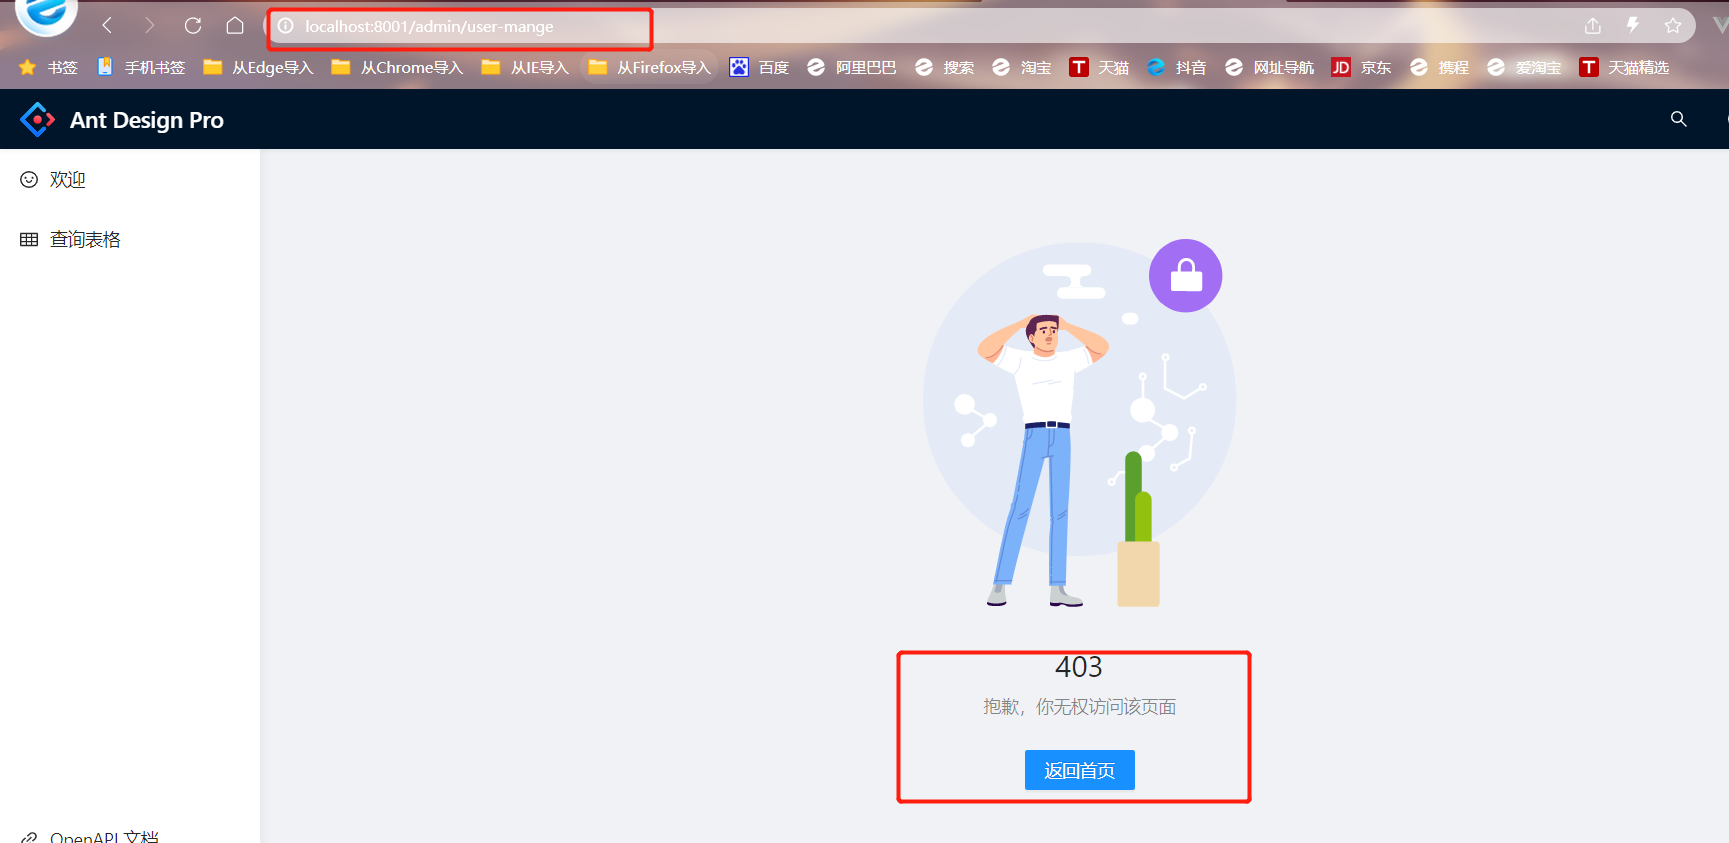 localhost:8001/admin/user-mange
书签 手机书签 从Edge导入 从Chrome导入 从IE导入 从Firefox导入 百度 阿里巴巴 搜索 淘宝 T 天猫 抖音 网址导航 JD 京东 携程 爱淘宝 T 天猫精选
Ant Design Pro
欢迎
查询表格
403
抱歉，你无权访问该页面
返回首页
OpenAPI 文档